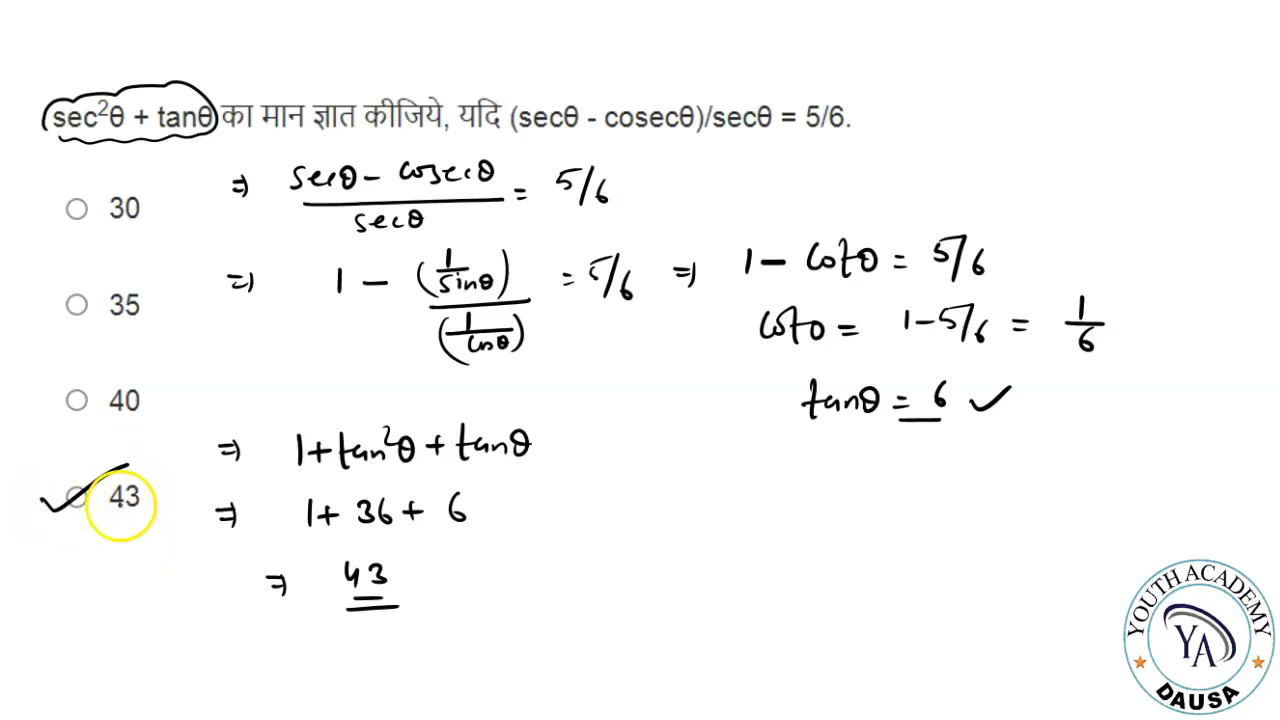 sec²θ + tanθ का मान ज्ञात कीजिये, यदि (secθ - cosecθ)/secθ = 5/6.
⇒ (secθ - cosecθ)/secθ = 5/6
30
⇒ 1 - (1/sinθ)/(1/cosθ) = 5/6 ⇒ 1 - cotθ = 5/6
35
cotθ = 1 - 5/6 = 1/6
40
tanθ = 6 ✓
⇒ 1 + tan²θ + tanθ
43
⇒ 1 + 36 + 6
⇒ 43
YOUTH ACADEMY
YA
DAUSA